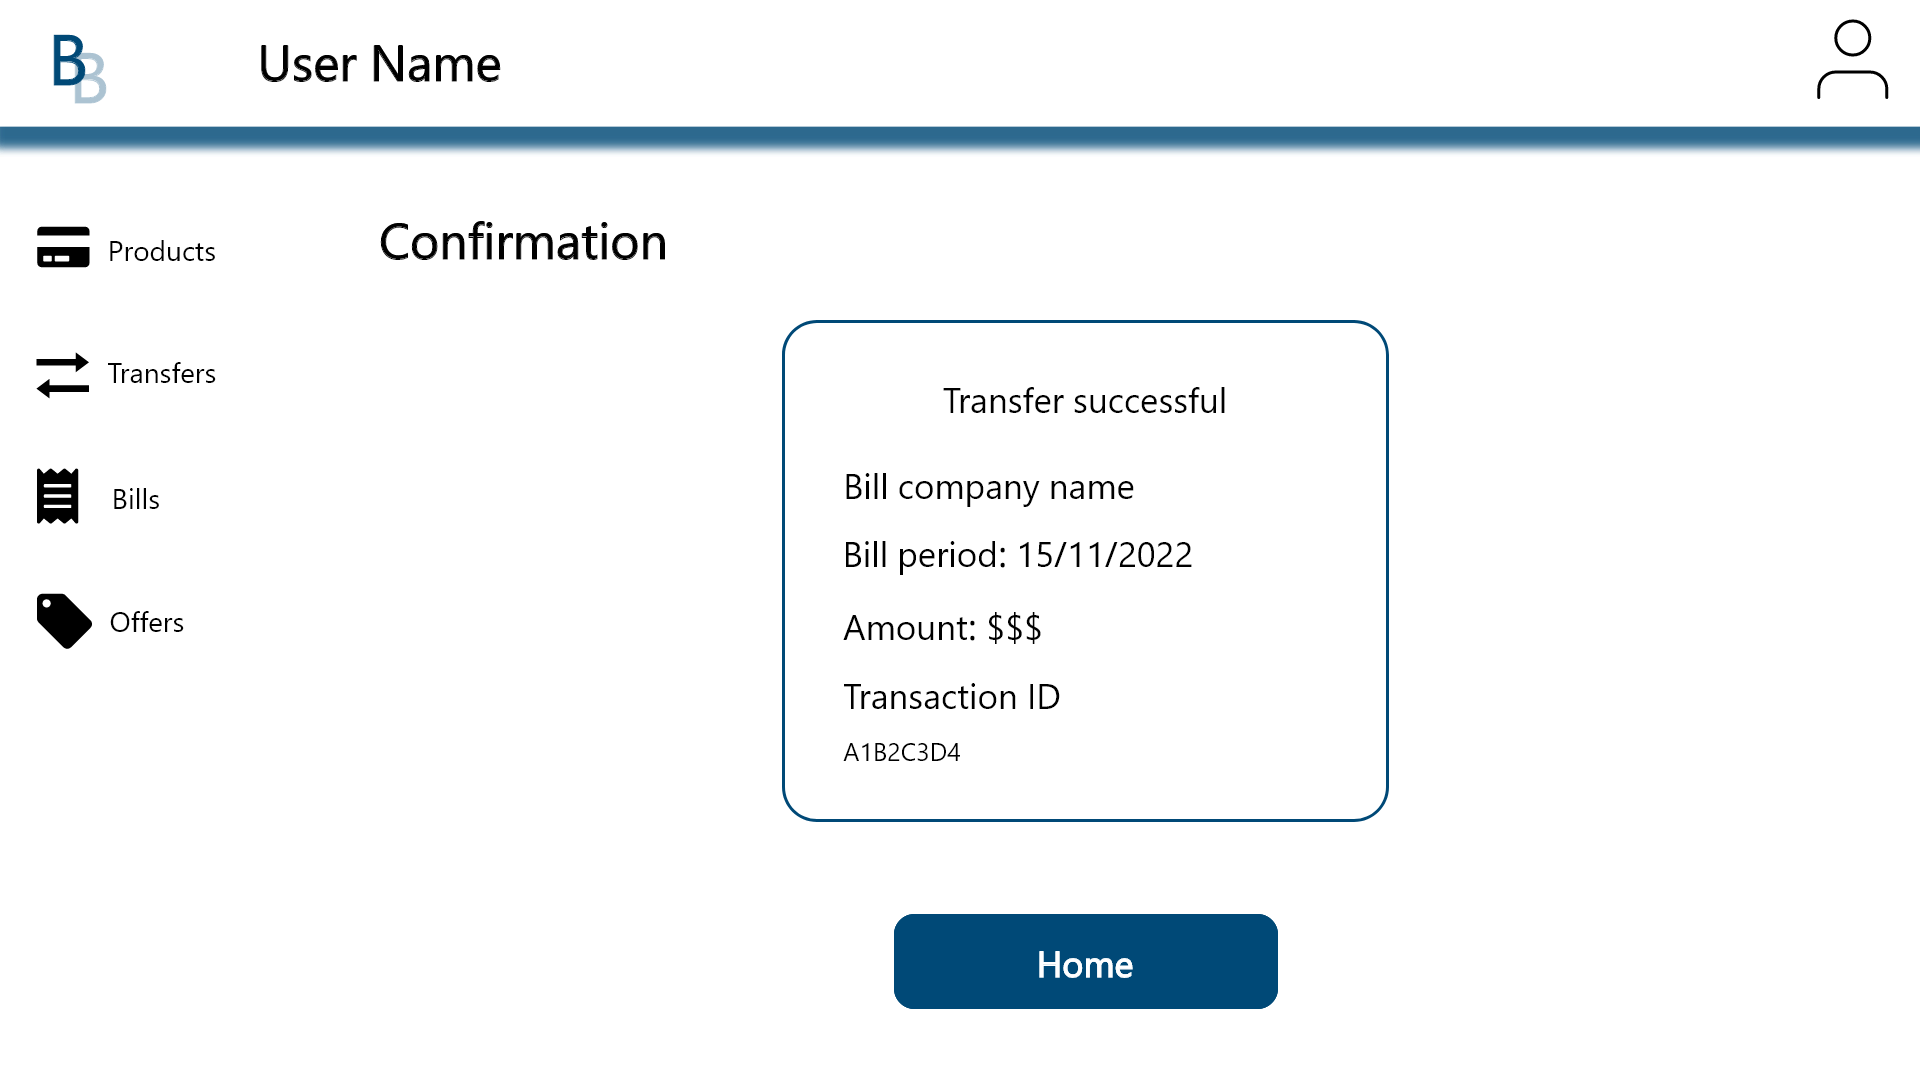 BB
User Name
Products
Transfers
Bills
Offers
Confirmation
Transfer successful
Bill company name
Bill period: 15/11/2022
Amount: $$$
Transaction ID
A1B2C3D4
Home